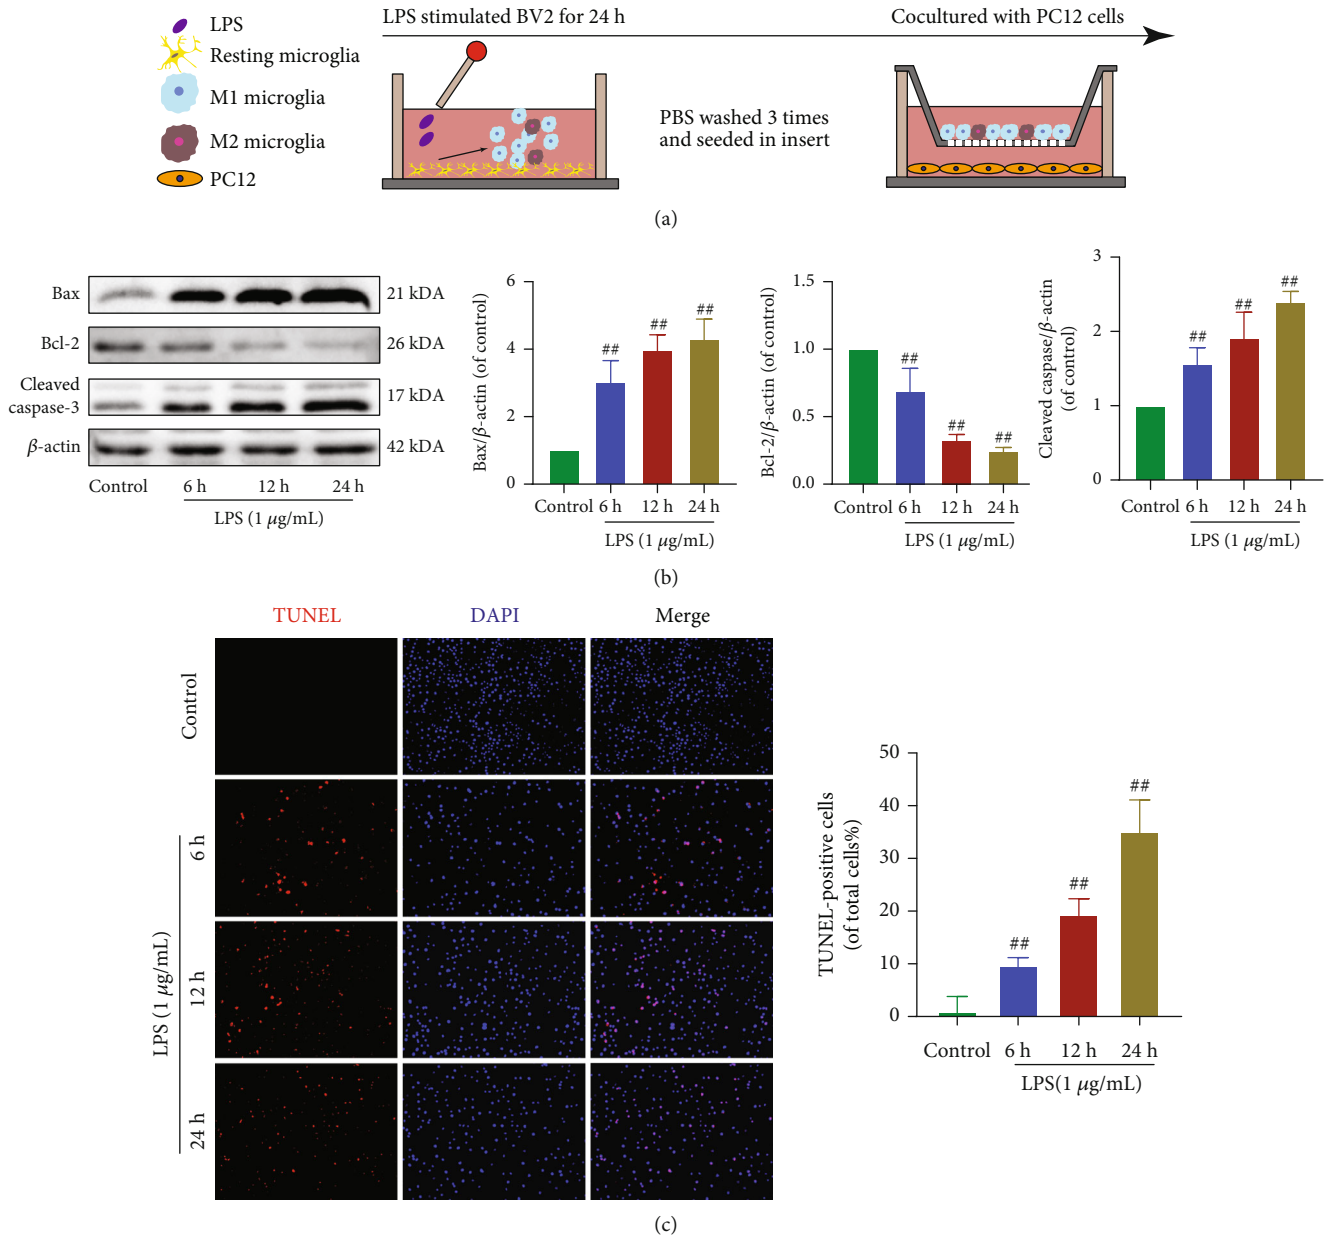 LPS
Resting microglia
M1 microglia
M2 microglia
PC12
LPS stimulated BV2 for 24 h
Cocultured with PC12 cells
PBS washed 3 times
and seeded in insert
(a)
Bax
21 kDA
Bcl-2
26 kDA
Cleaved
caspase-3
17 kDA
β-actin
42 kDA
Control
6 h
12 h
24 h
LPS (1 μg/mL)
Bax/β-actin (of control)
6
4
2
0
##
##
##
Control
6 h
12 h
24 h
LPS (1 μg/mL)
Bcl-2/β-actin (of control)
1.5
1.0
0.5
0.0
##
##
##
Control
6 h
12 h
24 h
LPS (1 μg/mL)
Cleaved caspase/β-actin
(of control)
3
2
1
0
##
##
##
Control
6 h
12 h
24 h
LPS (1 μg/mL)
(b)
TUNEL
DAPI
Merge
Control
6 h
12 h
24 h
LPS (1 μg/mL)
TUNEL-positive cells
(of total cells%)
50
40
30
20
10
0
##
##
##
Control
6 h
12 h
24 h
LPS(1 μg/mL)
(c)